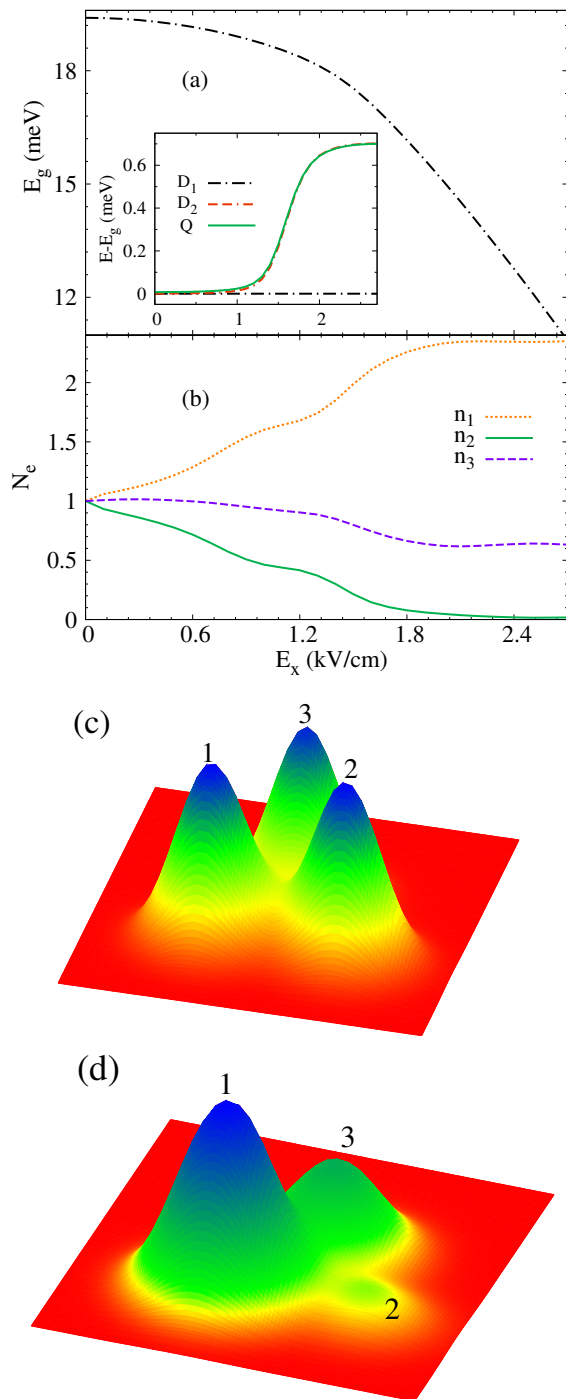 18
(a)
E_g (meV)
15
12
0.6
D_1
D_2
Q
0.4
0.2
0
E-E_g (meV)
0 1 2
2
(b)
n_1
n_2
n_3
1.5
N_e
1
0.5
0
0 0.6 1.2 1.8 2.4
E_x (kV/cm)
(c)
3
1
2
(d)
1
3
2